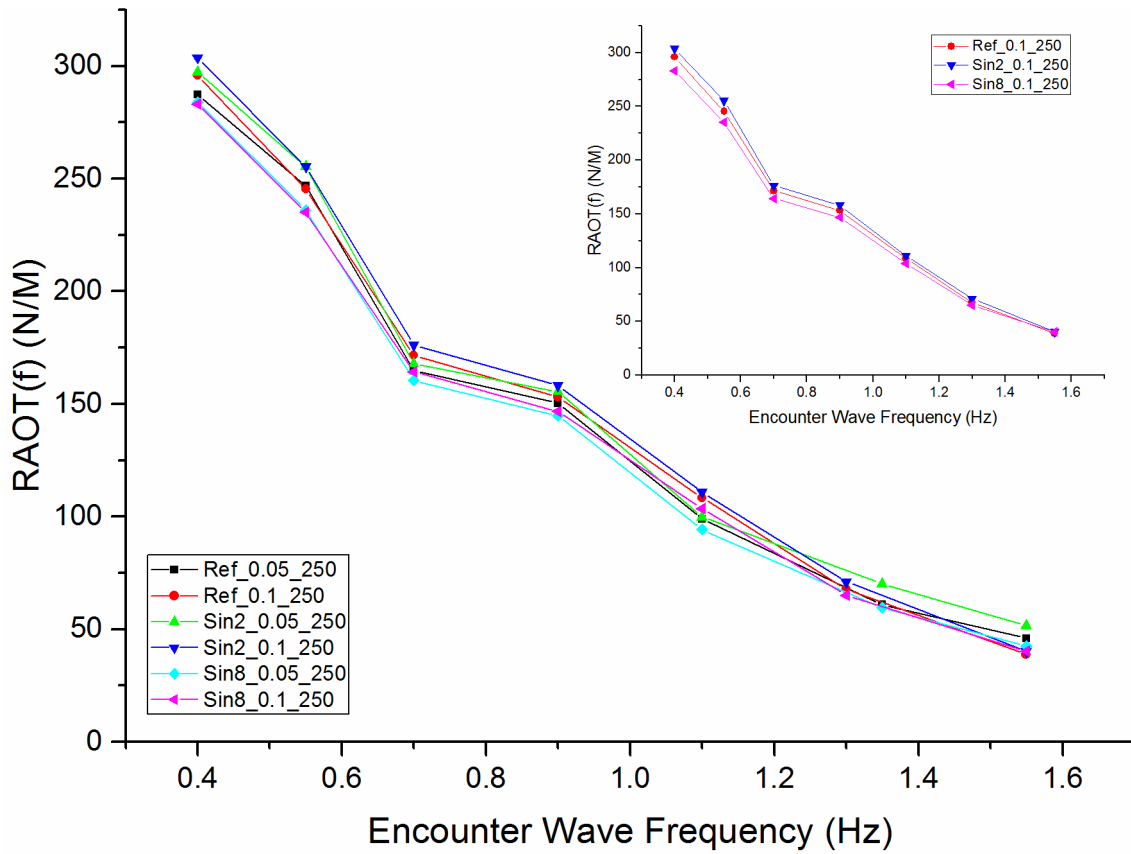 RAOT(f) (N/M)
300
250
200
150
100
50
0
0.4 0.6 0.8 1.0 1.2 1.4 1.6
Encounter Wave Frequency (Hz)
Ref_0.05_250
Ref_0.1_250
Sin2_0.05_250
Sin2_0.1_250
Sin8_0.05_250
Sin8_0.1_250
RAOT(f) (N/M)
300
250
200
150
100
50
0
0.4 0.6 0.8 1.0 1.2 1.4 1.6
Encounter Wave Frequency (Hz)
Ref_0.1_250
Sin2_0.1_250
Sin8_0.1_250